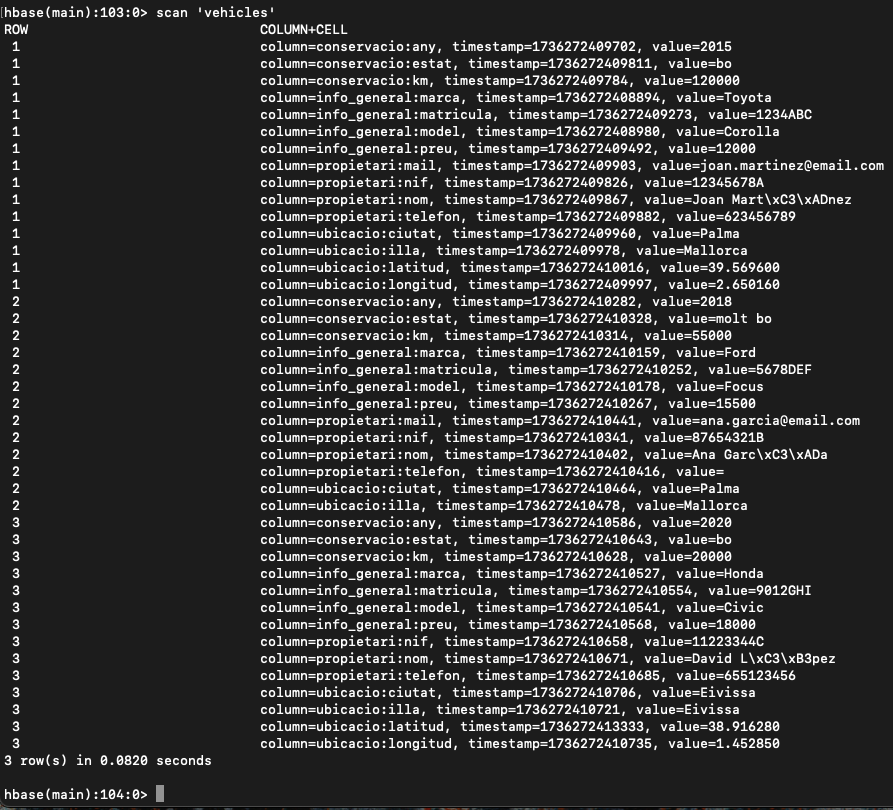 hbase(main):103:0> scan 'vehicles'
ROW COLUMN+CELL
1 column=conservacio:any, timestamp=1736272409702, value=2015
1 column=conservacio:estat, timestamp=1736272409811, value=bo
1 column=conservacio:km, timestamp=1736272409784, value=120000
1 column=info_general:marca, timestamp=1736272408894, value=Toyota
1 column=info_general:matricula, timestamp=1736272409273, value=1234ABC
1 column=info_general:model, timestamp=1736272408980, value=Corolla
1 column=info_general:preu, timestamp=1736272409492, value=12000
1 column=propietari:mail, timestamp=1736272409903, value=joan.martinez@email.com
1 column=propietari:nif, timestamp=1736272409826, value=12345678A
1 column=propietari:nom, timestamp=1736272409867, value=Joan Mart\xC3\xADnez
1 column=propietari:telefon, timestamp=1736272409882, value=623456789
1 column=ubicacio:ciutat, timestamp=1736272409960, value=Palma
1 column=ubicacio:illa, timestamp=1736272409978, value=Mallorca
1 column=ubicacio:latitud, timestamp=1736272410016, value=39.569600
1 column=ubicacio:longitud, timestamp=1736272409997, value=2.650160
2 column=conservacio:any, timestamp=1736272410282, value=2018
2 column=conservacio:estat, timestamp=1736272410328, value=molt bo
2 column=conservacio:km, timestamp=1736272410314, value=55000
2 column=info_general:marca, timestamp=1736272410159, value=Ford
2 column=info_general:matricula, timestamp=1736272410252, value=5678DEF
2 column=info_general:model, timestamp=1736272410178, value=Focus
2 column=info_general:preu, timestamp=1736272410267, value=15500
2 column=propietari:mail, timestamp=1736272410441, value=ana.garcia@email.com
2 column=propietari:nif, timestamp=1736272410341, value=87654321B
2 column=propietari:nom, timestamp=1736272410402, value=Ana Garc\xC3\xADa
2 column=propietari:telefon, timestamp=1736272410416, value=
2 column=ubicacio:ciutat, timestamp=1736272410464, value=Palma
2 column=ubicacio:illa, timestamp=1736272410478, value=Mallorca
3 column=conservacio:any, timestamp=1736272410586, value=2020
3 column=conservacio:estat, timestamp=1736272410643, value=bo
3 column=conservacio:km, timestamp=1736272410628, value=20000
3 column=info_general:marca, timestamp=1736272410527, value=Honda
3 column=info_general:matricula, timestamp=1736272410554, value=9012GHI
3 column=info_general:model, timestamp=1736272410541, value=Civic
3 column=info_general:preu, timestamp=1736272410568, value=18000
3 column=propietari:nif, timestamp=1736272410658, value=11223344C
3 column=propietari:nom, timestamp=1736272410671, value=David L\xC3\xB3pez
3 column=propietari:telefon, timestamp=1736272410685, value=655123456
3 column=ubicacio:ciutat, timestamp=1736272410706, value=Eivissa
3 column=ubicacio:illa, timestamp=1736272410721, value=Eivissa
3 column=ubicacio:latitud, timestamp=1736272413333, value=38.916280
3 column=ubicacio:longitud, timestamp=1736272410735, value=1.452850
3 row(s) in 0.0820 seconds
hbase(main):104:0>